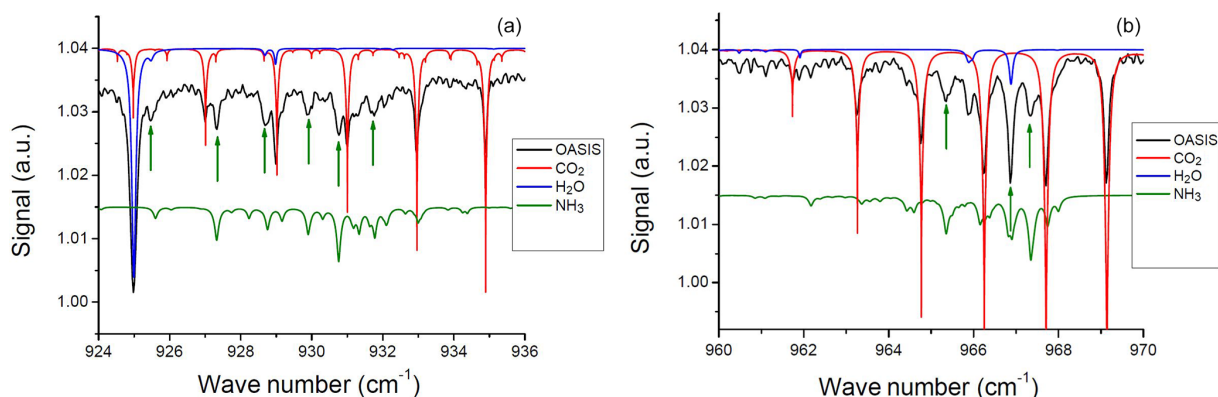 (a)
1.04
1.03
1.02
1.01
1.00
Signal (a.u.)
924 926 928 930 932 934 936
Wave number (cm⁻¹)
OASIS
CO₂
H₂O
NH₃
(b)
1.04
1.03
1.02
1.01
1.00
Signal (a.u.)
960 962 964 966 968 970
Wave number (cm⁻¹)
OASIS
CO₂
H₂O
NH₃